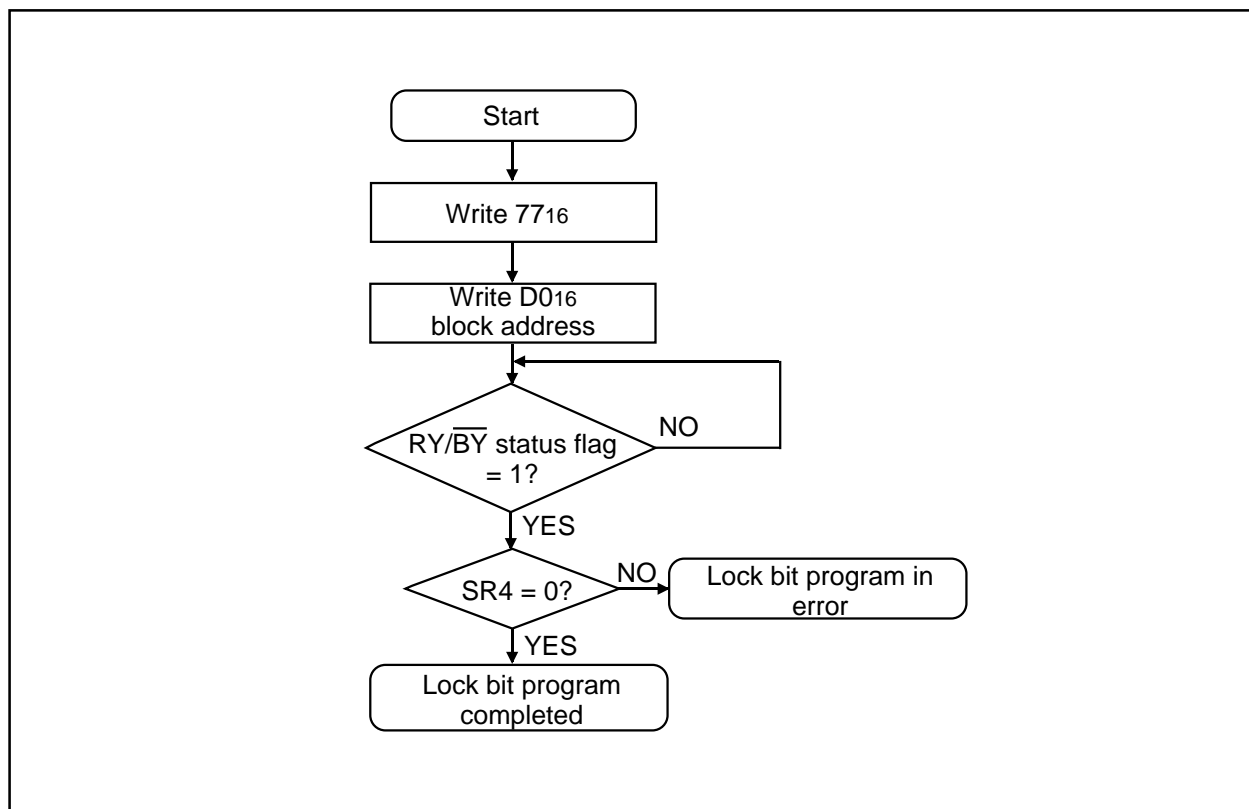 Start
Write 7716
Write D016
block address
NO
RY/B̅Y̅ status flag
= 1?
YES
SR4 = 0?
NO
Lock bit program in
error
YES
Lock bit program
completed